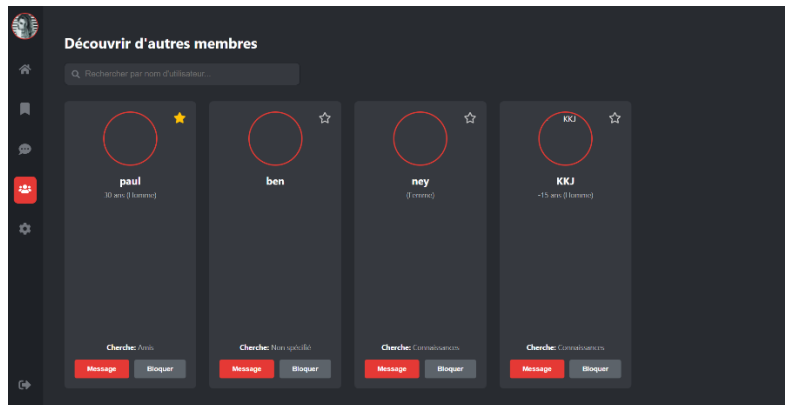 Découvrir d'autres membres
Rechercher par nom d'utilisateur...
paul
30 ans (Homme)
Cherche: Amis
Message Bloquer
ben
Cherche: Non spécifié
Message Bloquer
ney
(Femme)
Cherche: Connaissances
Message Bloquer
KKJ
KKJ
-15 ans (Homme)
Cherche: Connaissances
Message Bloquer